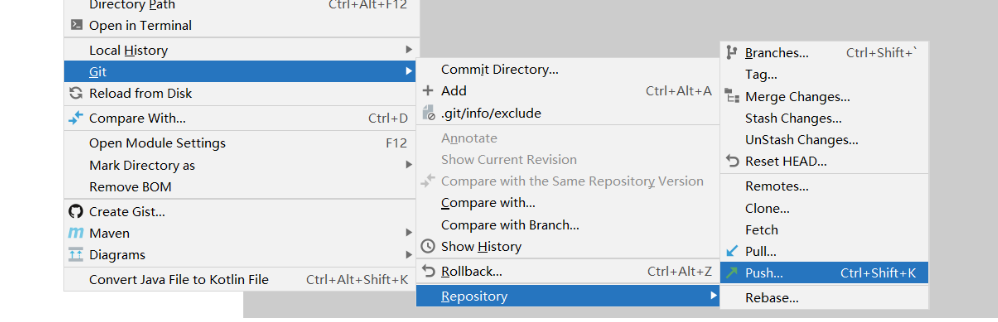 Directory Path Ctrl+Alt+F12
Open in Terminal
Local History
Git
Reload from Disk
Compare With... Ctrl+D
Open Module Settings F12
Mark Directory as
Remove BOM
Create Gist...
Maven
Diagrams
Convert Java File to Kotlin File Ctrl+Alt+Shift+K
Commit Directory...
Add Ctrl+Alt+A
.git/info/exclude
Annotate
Show Current Revision
Compare with the Same Repository Version
Compare with...
Compare with Branch...
Show History
Rollback... Ctrl+Alt+Z
Repository
Branches... Ctrl+Shift+`
Tag...
Merge Changes...
Stash Changes...
UnStash Changes...
Reset HEAD...
Remotes...
Clone...
Fetch
Pull...
Push... Ctrl+Shift+K
Rebase...